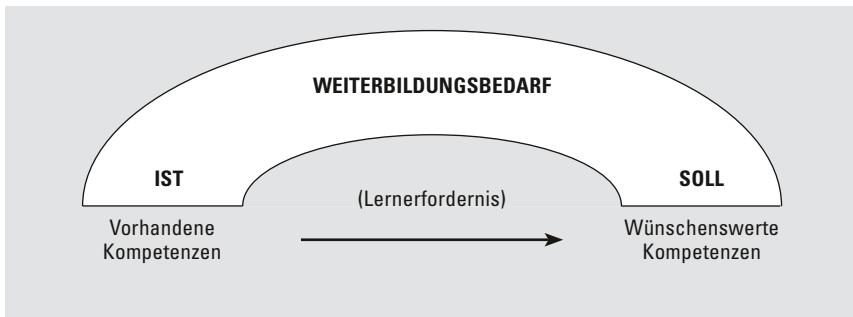 WEITERBILDUNGSBEDARF
IST
SOLL
(Lernerfordernis)
Vorhandene
Kompetenzen
Wünschenswerte
Kompetenzen